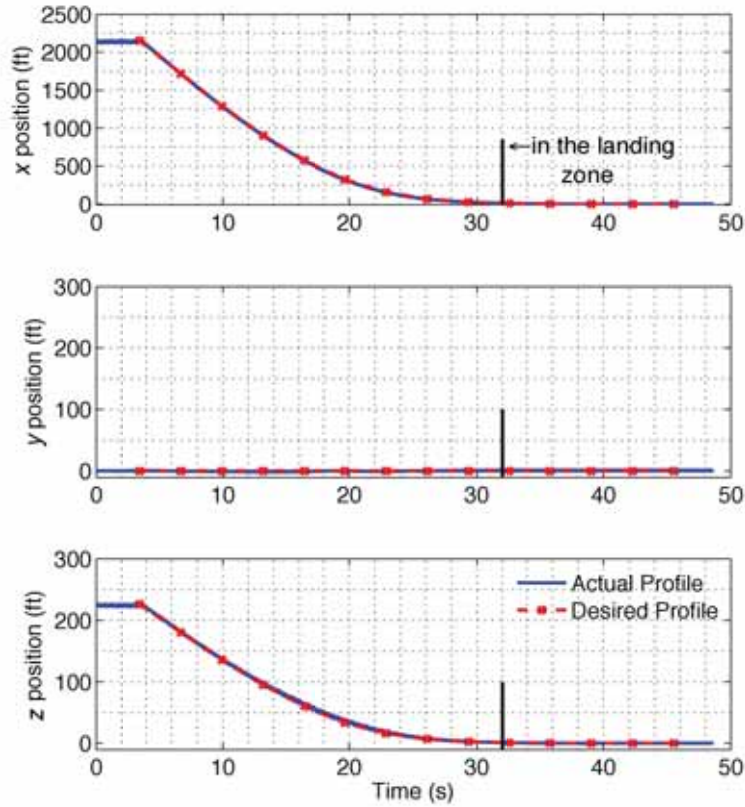 2500
2000
1500
1000
500
0
x position (ft)
←in the landing
zone
0 10 20 30 40 50
300
200
100
0
y position (ft)
0 10 20 30 40 50
300
200
100
0
z position (ft)
Actual Profile
Desired Profile
0 10 20 30 40 50
Time (s)